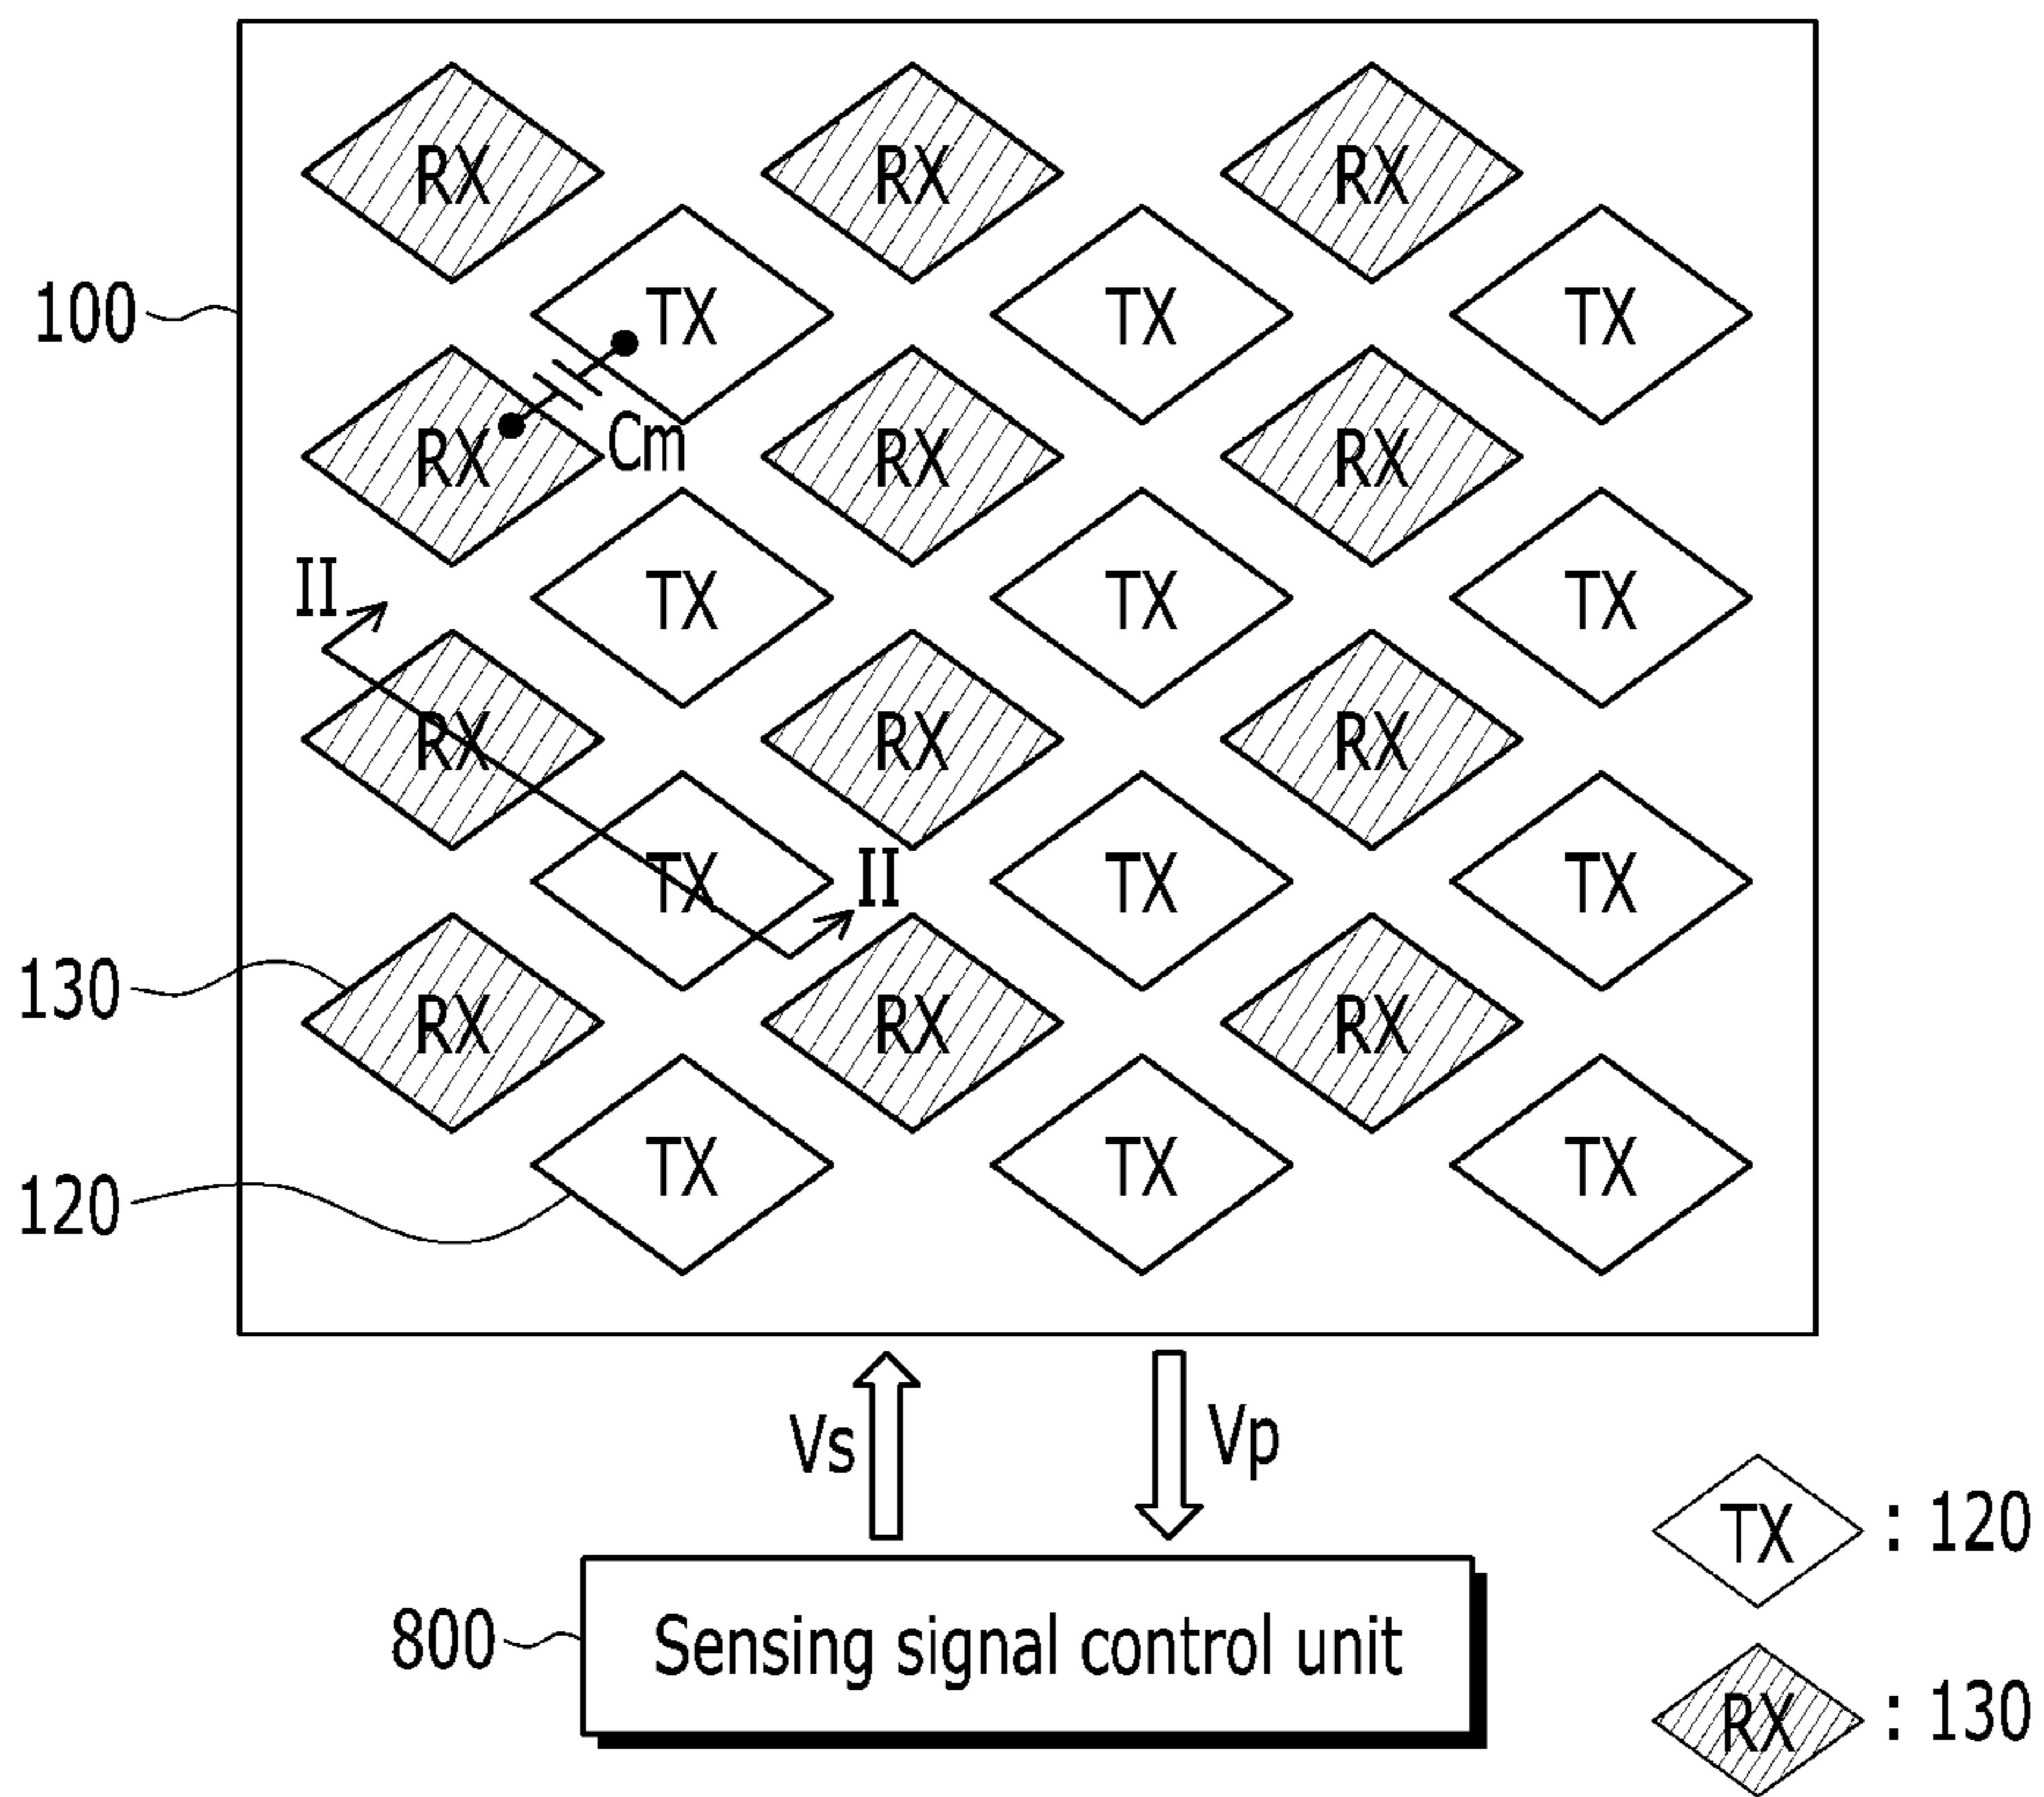 RX RX RX
100 TX TX TX
RX Cm RX RX
II TX TX TX
RX RX RX
TX II TX TX
130 RX RX RX
120 TX TX TX
Vs Vp
TX : 120
800 Sensing signal control unit
RX : 130